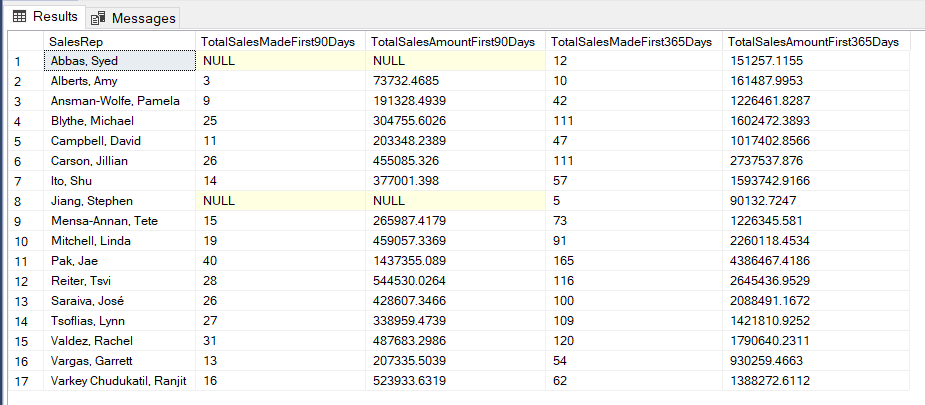 Results Messages
SalesRep TotalSalesMadeFirst90Days TotalSalesAmountFirst90Days TotalSalesMadeFirst365Days TotalSalesAmountFirst365Days
1 Abbas, Syed NULL NULL 12 151257.1155
2 Alberts, Amy 3 73732.4685 10 161487.9953
3 Ansman-Wolfe, Pamela 9 191328.4939 42 1226461.8287
4 Blythe, Michael 25 304755.6026 111 1602472.3893
5 Campbell, David 11 203348.2389 47 1017402.8566
6 Carson, Jillian 26 455085.326 111 2737537.876
7 Ito, Shu 14 377001.398 57 1593742.9166
8 Jiang, Stephen NULL NULL 5 90132.7247
9 Mensa-Annan, Tete 15 265987.4179 73 1226345.581
10 Mitchell, Linda 19 459057.3369 91 2260118.4534
11 Pak, Jae 40 1437355.089 165 4386467.4186
12 Reiter, Tsvi 28 544530.0264 116 2645436.9529
13 Saraiva, José 26 428607.3466 100 2088491.1672
14 Tsoflias, Lynn 27 338959.4739 109 1421810.9252
15 Valdez, Rachel 31 487683.2986 120 1790640.2311
16 Vargas, Garrett 13 207335.5039 54 930259.4663
17 Varkey Chudukatil, Ranjit 16 523933.6319 62 1388272.6112